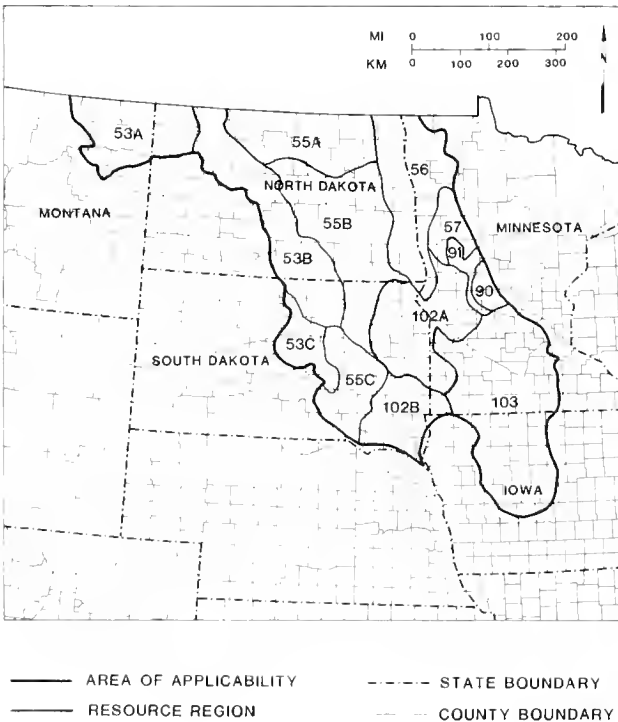 MI 0 100 200
KM 0 100 200 300
N
53A
55A
56
NORTH DAKOTA
MONTANA
55B
57
MINNESOTA
91
53B
90
102A
53C
SOUTH DAKOTA
55C
102B
103
IOWA
AREA OF APPLICABILITY
STATE BOUNDARY
RESOURCE REGION
COUNTY BOUNDARY